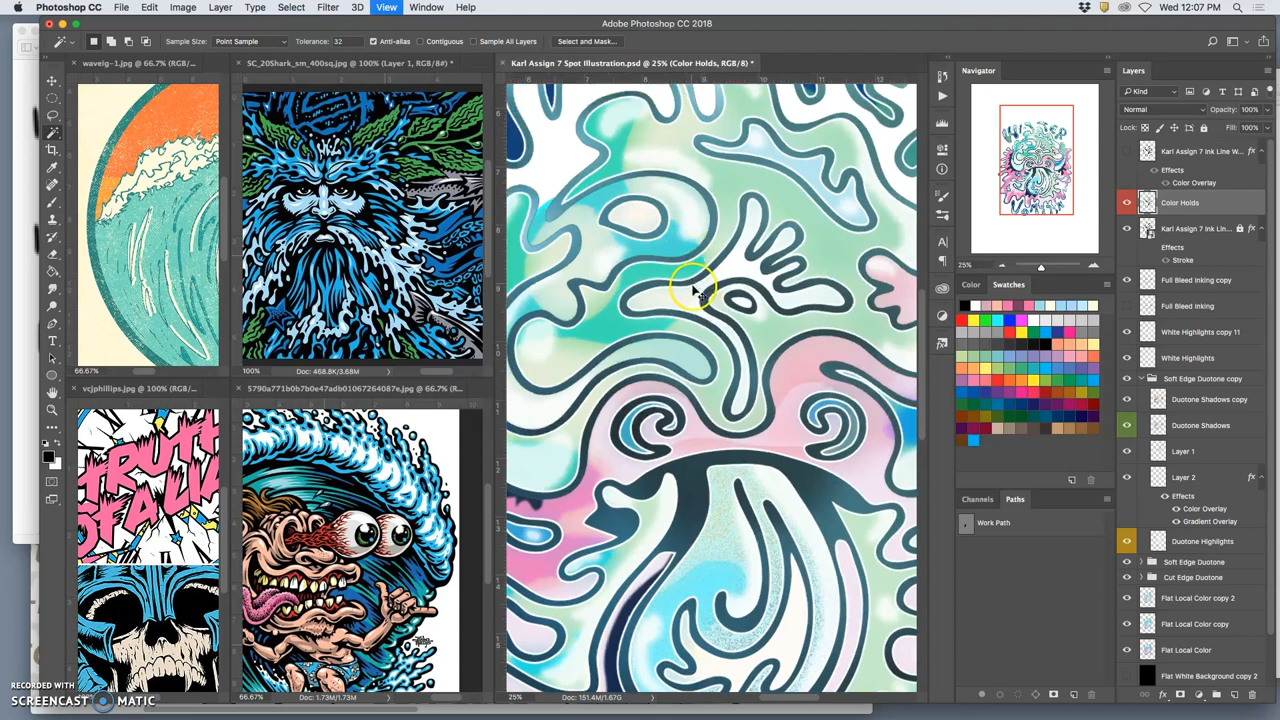 Photoshop CC File Edit Image Layer Type Select Filter 3D View Window Help Wed 12:07 PM
Adobe Photoshop CC 2018
Sample Size: Point Sample Tolerance: 32 Anti-alias Contiguous Sample All Layers Select and Mask...
waveig-1.jpg @ 66.7% (RGB/...
SC_20Shark_sm_400sq.jpg @ 100% (Layer 1, RGB/8#) *
Karl Assign 7 Spot Illustration.psd @ 25% (Color Holds, RGB/8) *
66.67%
100% Doc: 468.8K/3.68M
vcjphillips.jpg @ 100% (RGB/...
5790a771b0b7b0e47adb01067264087e.jpg @ 66.7% (R...
TRUTH
66.67% Doc: 1.73M/1.73M
25% Doc: 151.4M/1.67G
Navigator
25%
Color Swatches
Channels Paths
Work Path
Layers
Kind
Normal Opacity: 100%
Lock: Fill: 100%
Karl Assign 7 Ink Line W... fx
Effects
Color Overlay
Color Holds
Karl Assign 7 Ink Lin... fx
Effects
Stroke
Full Bleed Inking copy
Full Bleed Inking
White Highlights copy 11
White Highlights
Soft Edge Duotone copy
Duotone Shadows copy
Duotone Shadows
Layer 1
Layer 2 fx
Effects
Color Overlay
Gradient Overlay
Duotone Highlights
Soft Edge Duotone
Cut Edge Duotone
Flat Local Color copy 2
Flat Local Color copy
Flat Local Color
Flat White Background copy 2
RECORDED WITH
SCREENCAST MATIC